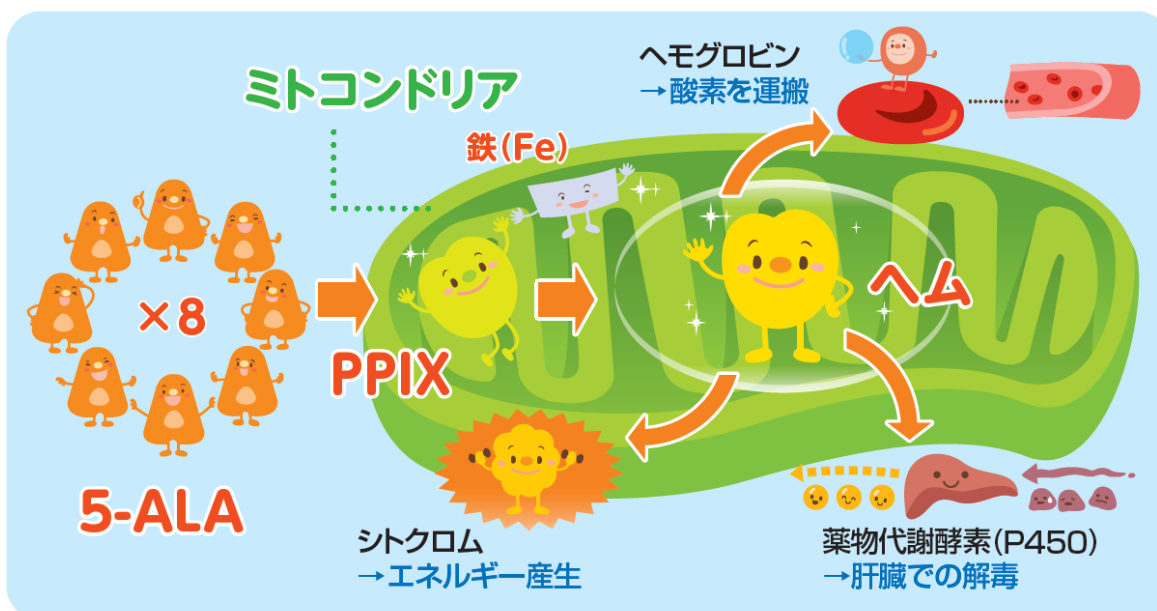 ミトコンドリア
ヘモグロビン
→酸素を運搬
鉄(Fe)
×8
ヘム
PPIX
5-ALA
シトクロム
→エネルギー産生
薬物代謝酵素(P450)
→肝臓での解毒